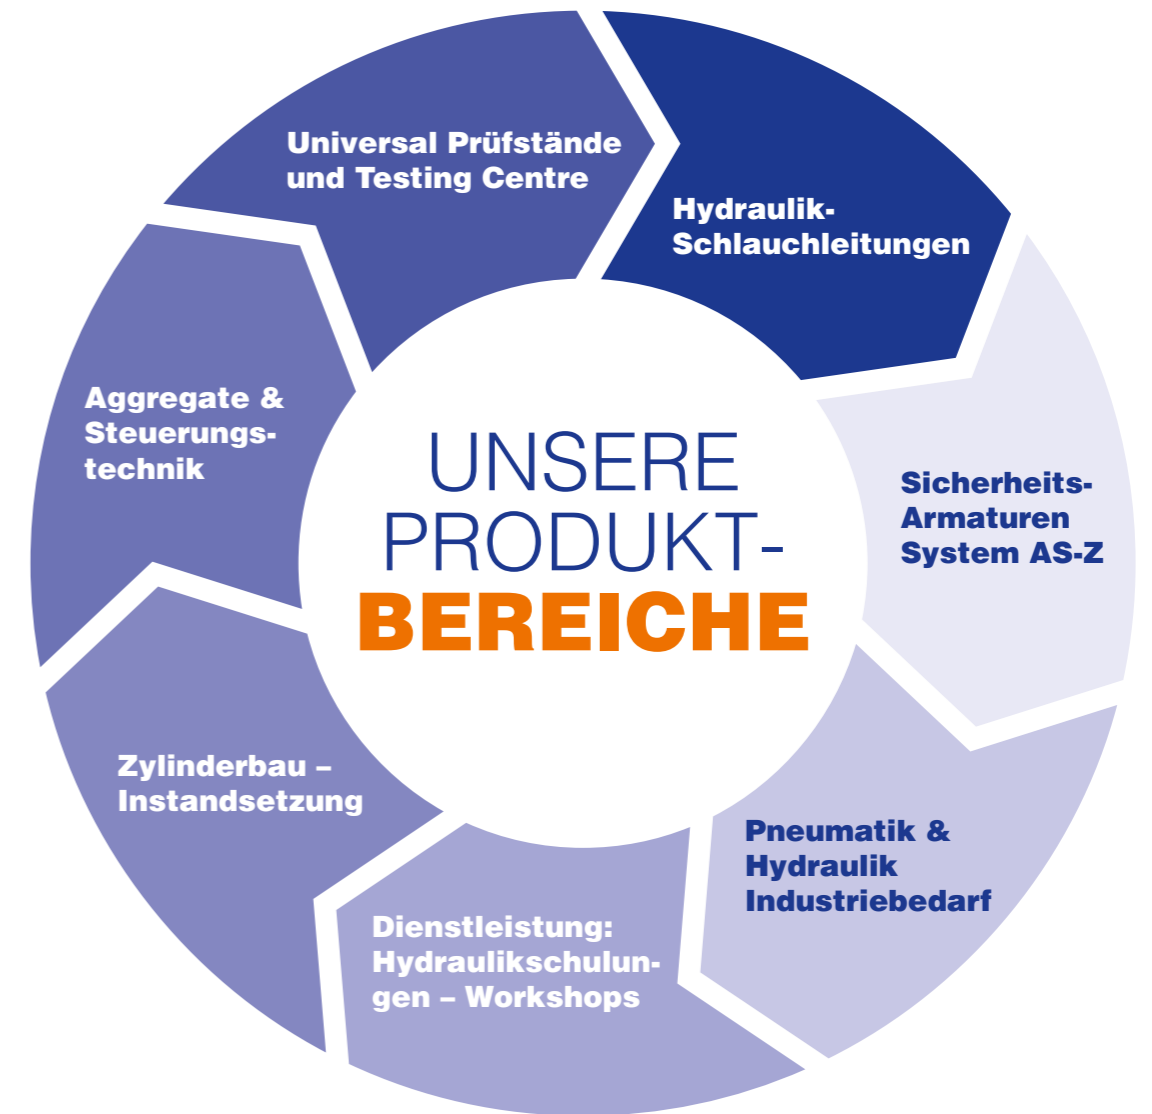 UNSERE
PRODUKT-
BEREICHE
Hydraulik-
Schlauchleitungen
Sicherheits-
Armaturen
System AS-Z
Pneumatik &
Hydraulik
Industriebedarf
Dienstleistung:
Hydraulikschulun-
gen – Workshops
Zylinderbau –
Instandsetzung
Aggregate &
Steuerungs-
technik
Universal Prüfstände
und Testing Centre